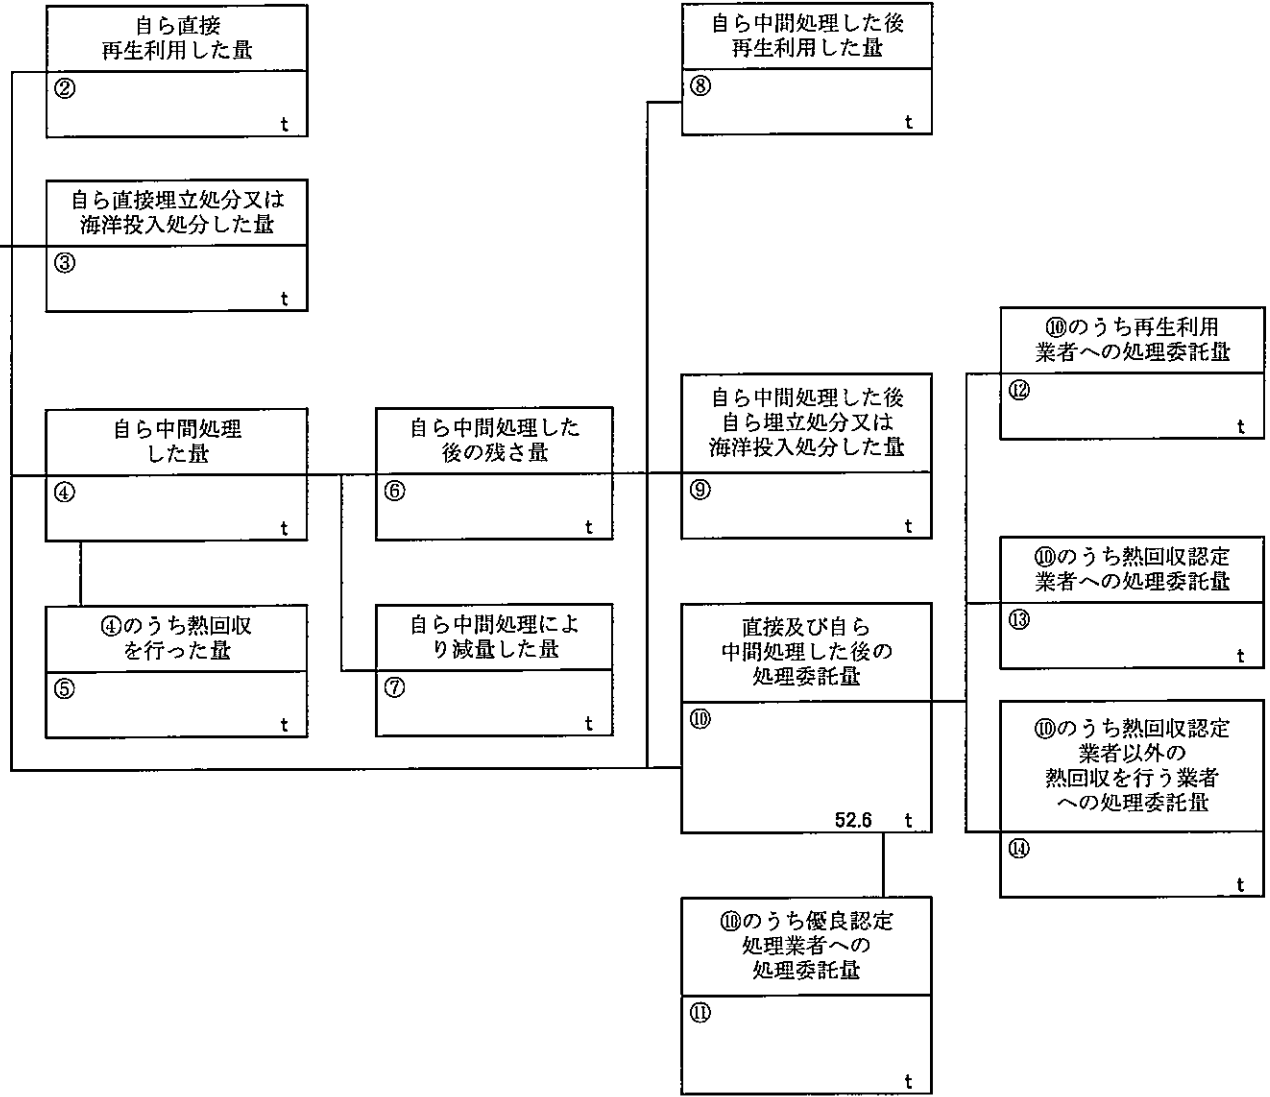 自ら直接
再生利用した量
②
t
自ら直接埋立処分又は
海洋投入処分した量
③
t
自ら中間処理
した量
④
t
④のうち熱回収
を行った量
⑤
t
自ら中間処理した
後の残さ量
⑥
t
自ら中間処理によ
り減量した量
⑦
t
自ら中間処理した後
再生利用した量
⑧
t
自ら中間処理した後
自ら埋立処分又は
海洋投入処分した量
⑨
t
直接及び自ら
中間処理した後の
処理委託量
⑩
52.6 t
⑩のうち優良認定
処理業者への
処理委託量
⑪
t
⑩のうち再生利用
業者への処理委託量
⑫
t
⑩のうち熱回収認定
業者への処理委託量
⑬
t
⑩のうち熱回収認定
業者以外の
熱回収を行う業者
への処理委託量
⑭
t